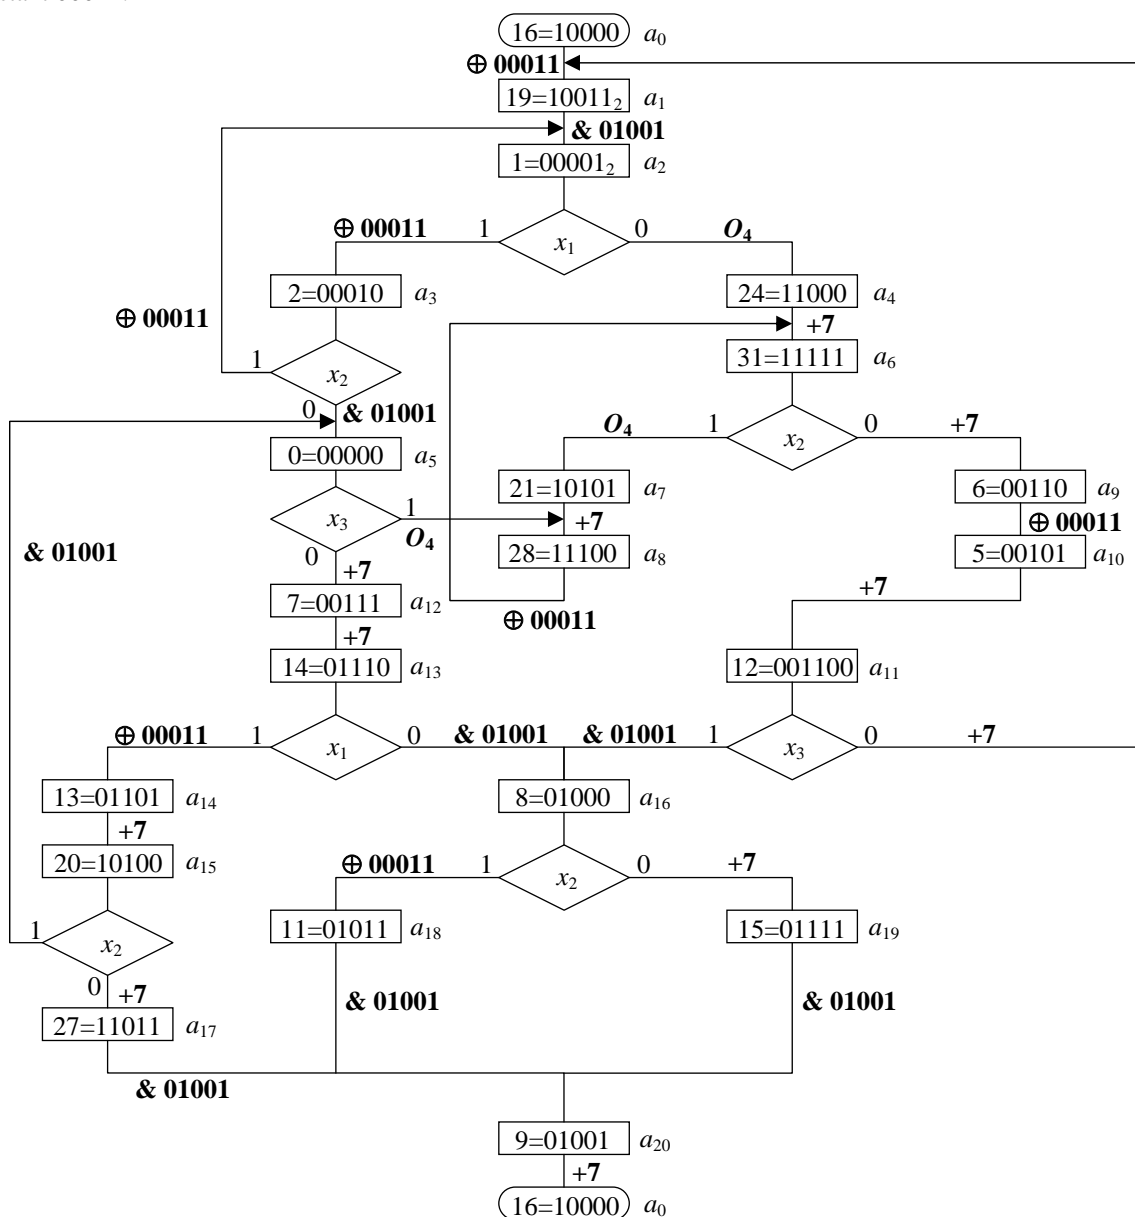 16=10000 a0
⊕ 00011
19=10011₂ a1
& 01001
1=00001₂ a2
⊕ 00011 1 x1 0 O4
2=00010 a3
24=11000 a4
⊕ 00011
+7
31=11111 a6
1 x2
0 & 01001
O4 1 x2 0 +7
0=00000 a5
21=10101 a7
6=00110 a9
x3 1
O4
+7
⊕ 00011
& 01001
0
+7
28=11100 a8
5=00101 a10
7=00111 a12
⊕ 00011
+7
+7
14=01110 a13
12=001100 a11
⊕ 00011 1 x1 0 & 01001
& 01001 1 x3 0 +7
13=01101 a14
8=01000 a16
+7
20=10100 a15
⊕ 00011 1 x2 0 +7
11=01011 a18
15=01111 a19
1 x2
0 +7
& 01001
& 01001
27=11011 a17
& 01001
9=01001 a20
+7
16=10000 a0